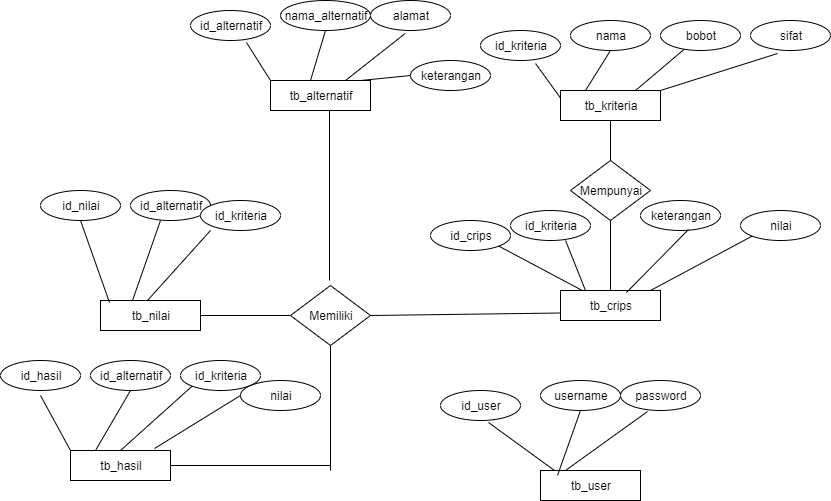 id_alternatif
nama_alternatif
alamat
keterangan
tb_alternatif
id_kriteria
nama
bobot
sifat
tb_kriteria
Mempunyai
id_nilai
id_alternatif
id_kriteria
tb_nilai
id_crips
id_kriteria
keterangan
nilai
tb_crips
Memiliki
id_hasil
id_alternatif
id_kriteria
nilai
tb_hasil
id_user
username
password
tb_user